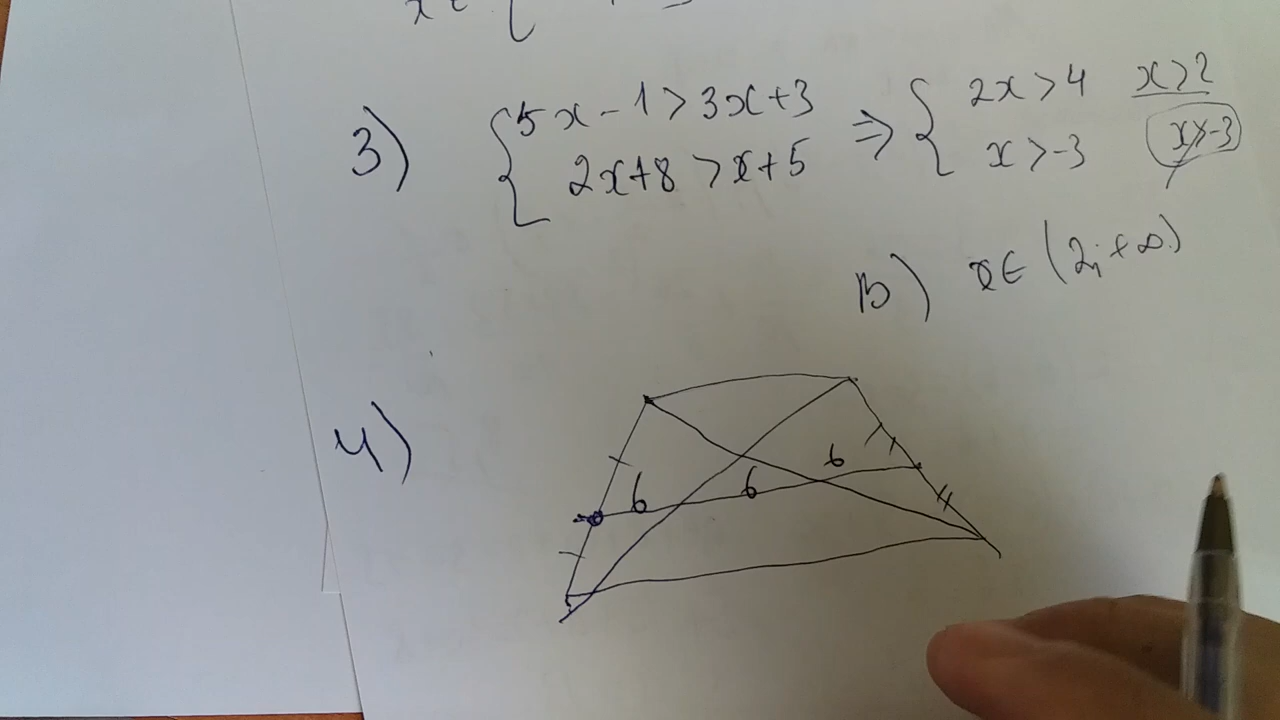 3) { 5x - 1 > 3x + 3 ⇒ { 2x > 4 x > 2
2x + 8 > x + 5 x > -3 x > -3
B) x ∈ (2; +∞)
4)
6 6 6